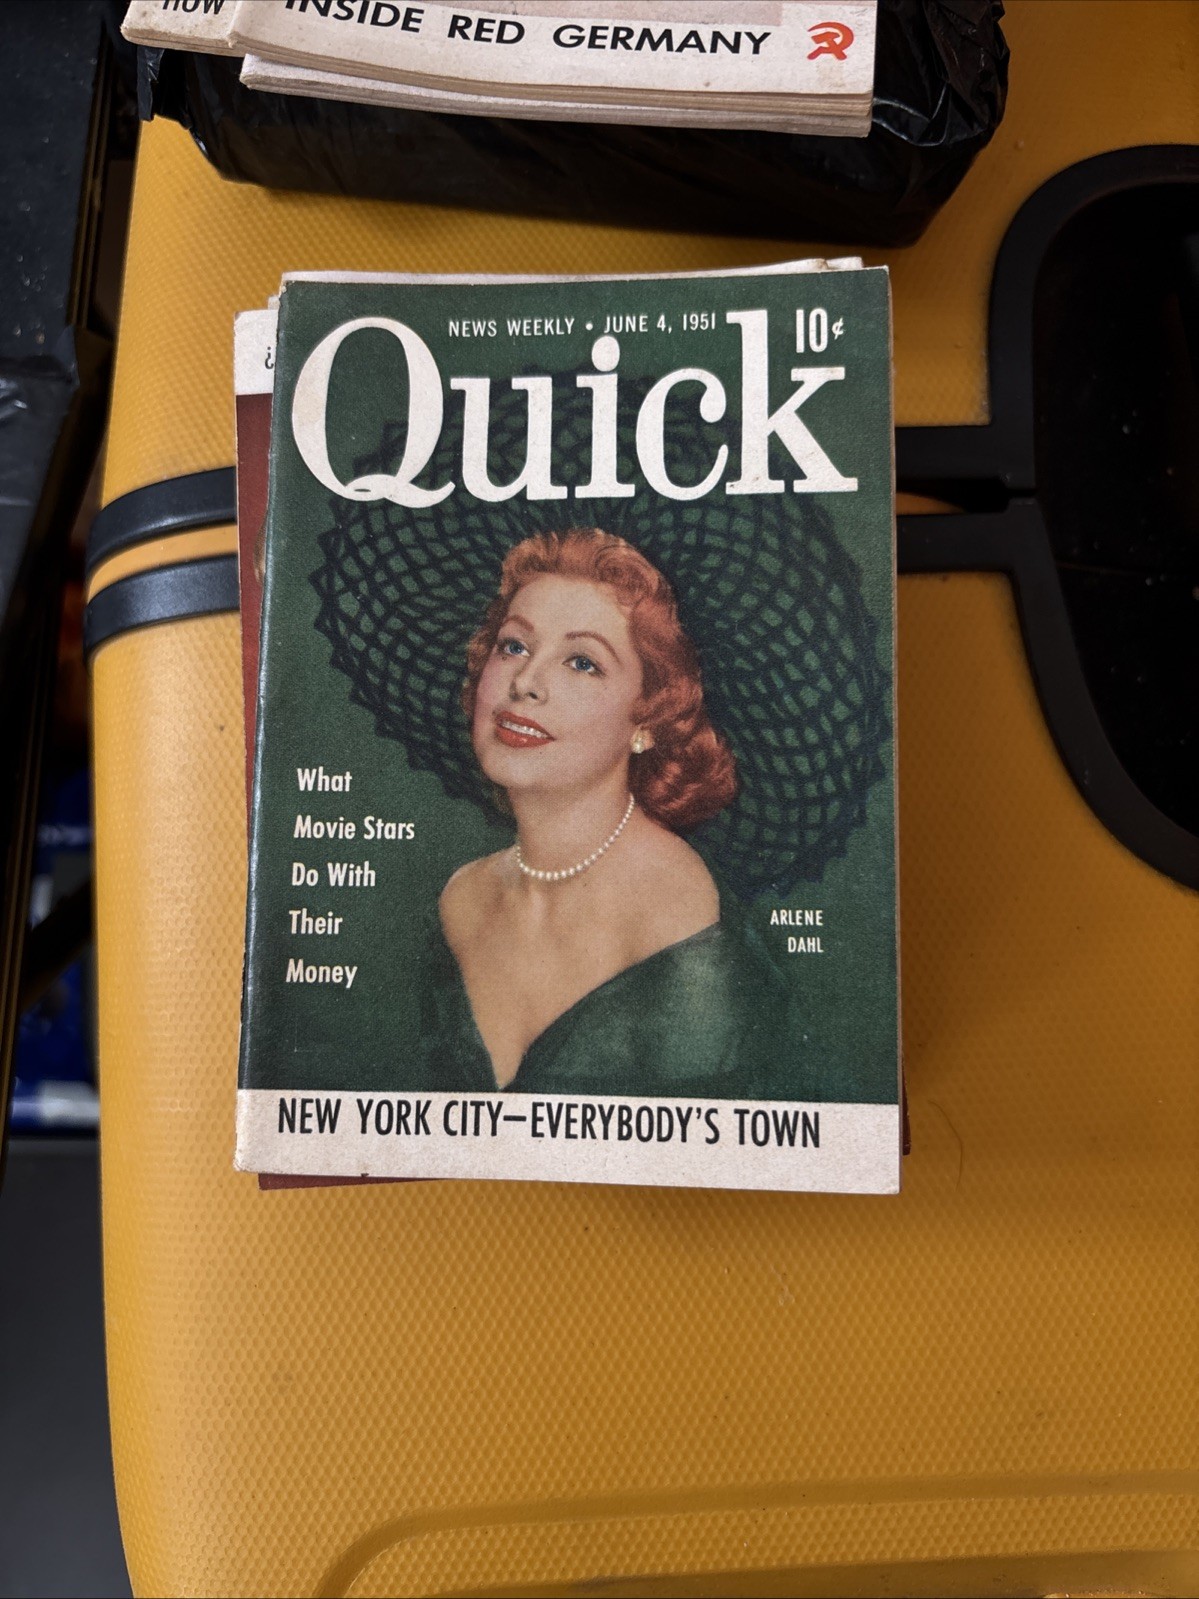 HOW
INSIDE RED GERMANY
NEWS WEEKLY • JUNE 4, 1951
10¢
Quick
¿
What
Movie Stars
Do With
Their
Money
ARLENE
DAHL
NEW YORK CITY—EVERYBODY'S TOWN